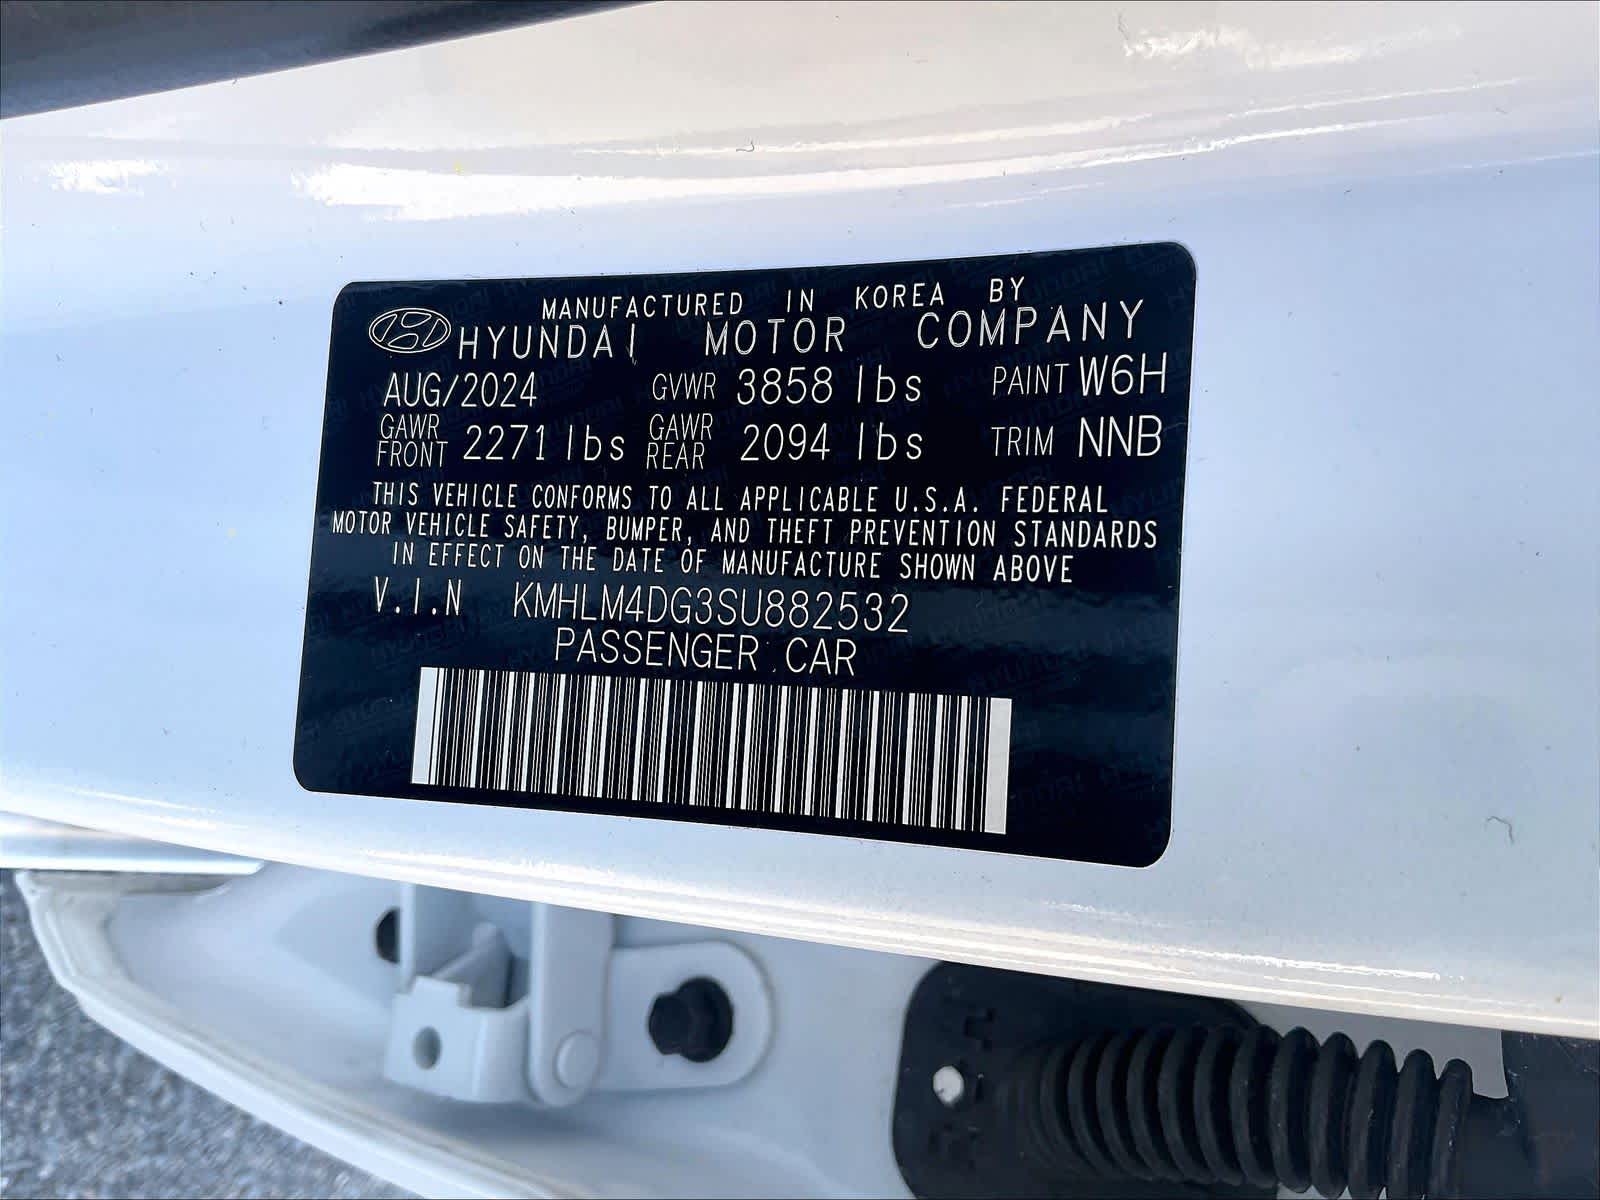 MANUFACTURED IN KOREA BY
HYUNDAI MOTOR COMPANY
AUG/2024 GVWR 3858 lbs PAINT W6H
GAWR FRONT 2271 lbs GAWR REAR 2094 lbs TRIM NNB
THIS VEHICLE CONFORMS TO ALL APPLICABLE U.S.A. FEDERAL
MOTOR VEHICLE SAFETY, BUMPER, AND THEFT PREVENTION STANDARDS
IN EFFECT ON THE DATE OF MANUFACTURE SHOWN ABOVE
V.I.N KMHLM4DG3SU882532
PASSENGER CAR